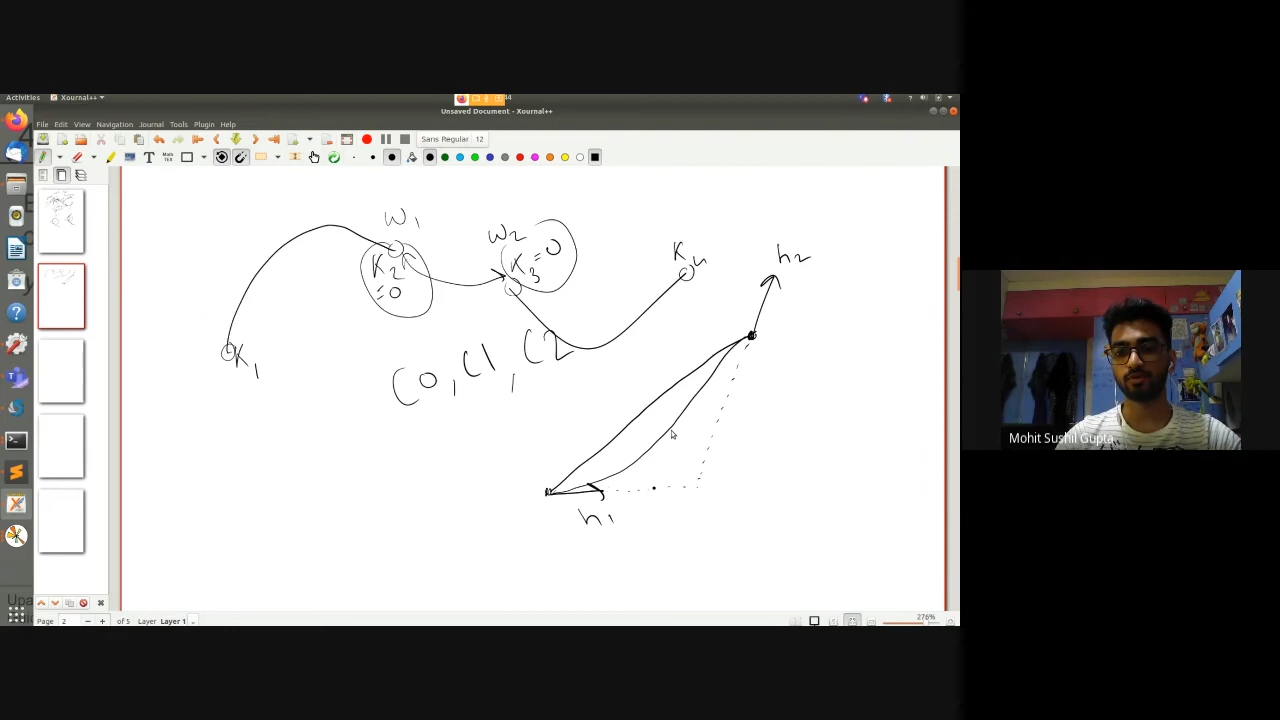 Activities
Xournal++
Unsaved Document - Xournal++
File Edit View Navigation Journal Tools Plugin Help
Sans Regular 12
W1
W2
K2
=0
K3=0
K4
h2
K1
C0, C1, C2
h1
Mohit Sushil Gupta
276%
Page 2 of 5 Layer Layer 1